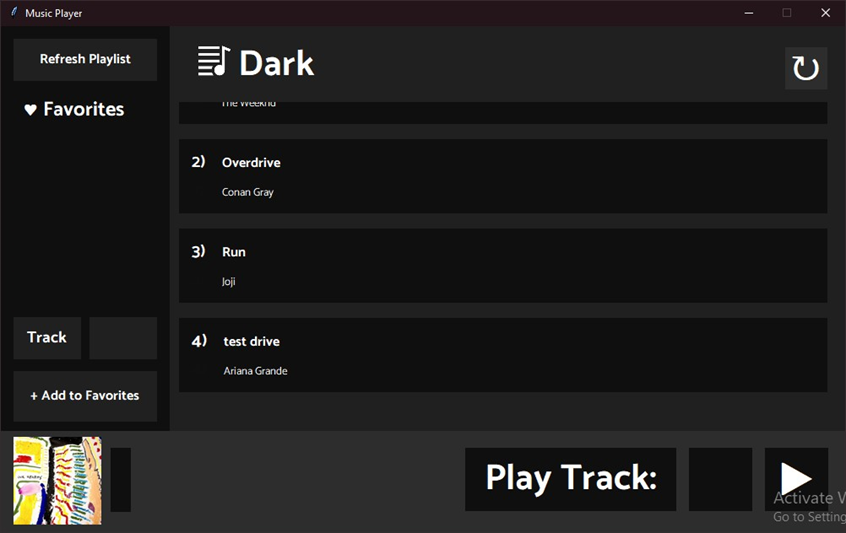 Music Player
Refresh Playlist
♥ Favorites
Dark
↻
The Weeknd
2) Overdrive
Conan Gray
3) Run
Joji
4) test drive
Ariana Grande
Track
+ Add to Favorites
Play Track:
Activate W
Go to Setting